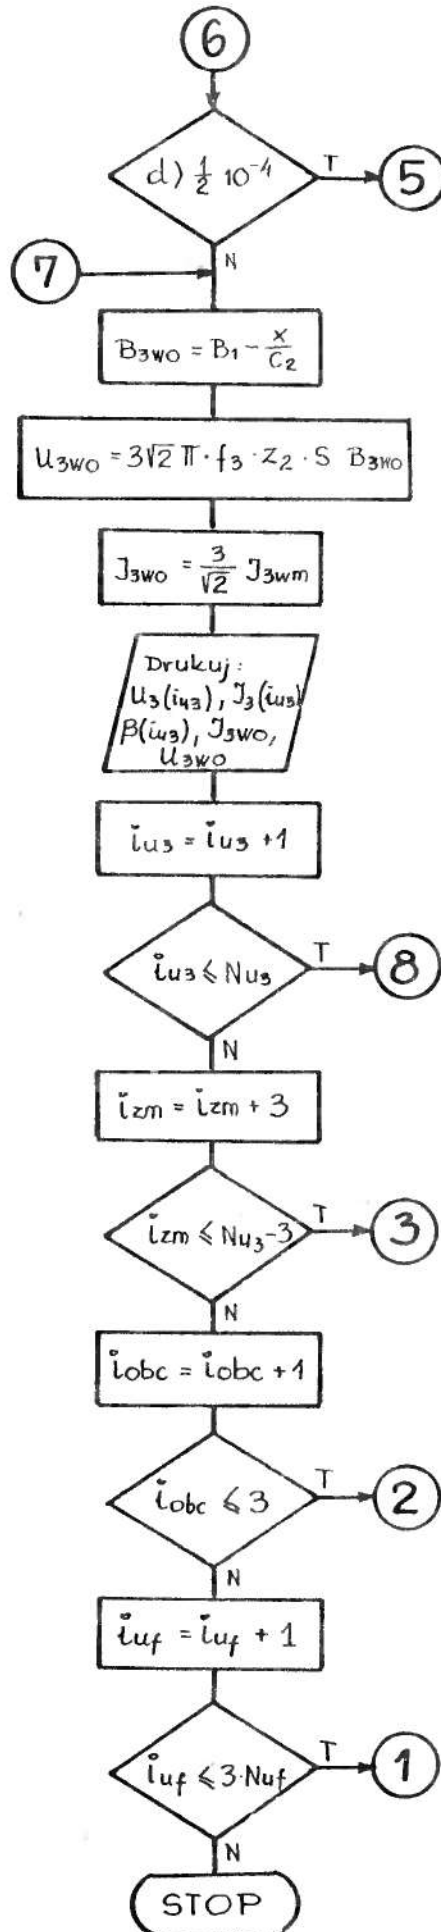 6
d) ½ 10⁻⁴ T 5
N
7
B₃wo = B₁ - x/C₂
U₃wo = 3√2 π · f₃ · Z₂ · S B₃wo
J₃wo = 3/√2 J₃wm
Drukuj:
U₃(iu₃), J₃(iu₃)
β(iu₃), J₃wo,
U₃wo
iu₃ = iu₃ + 1
iu₃ ⩽ Nu₃ T 8
N
izm = izm + 3
izm ⩽ Nu₃-3 T 3
N
iobc = iobc + 1
iobc ⩽ 3 T 2
N
iuf = iuf + 1
iuf ⩽ 3·Nuf T 1
N
STOP